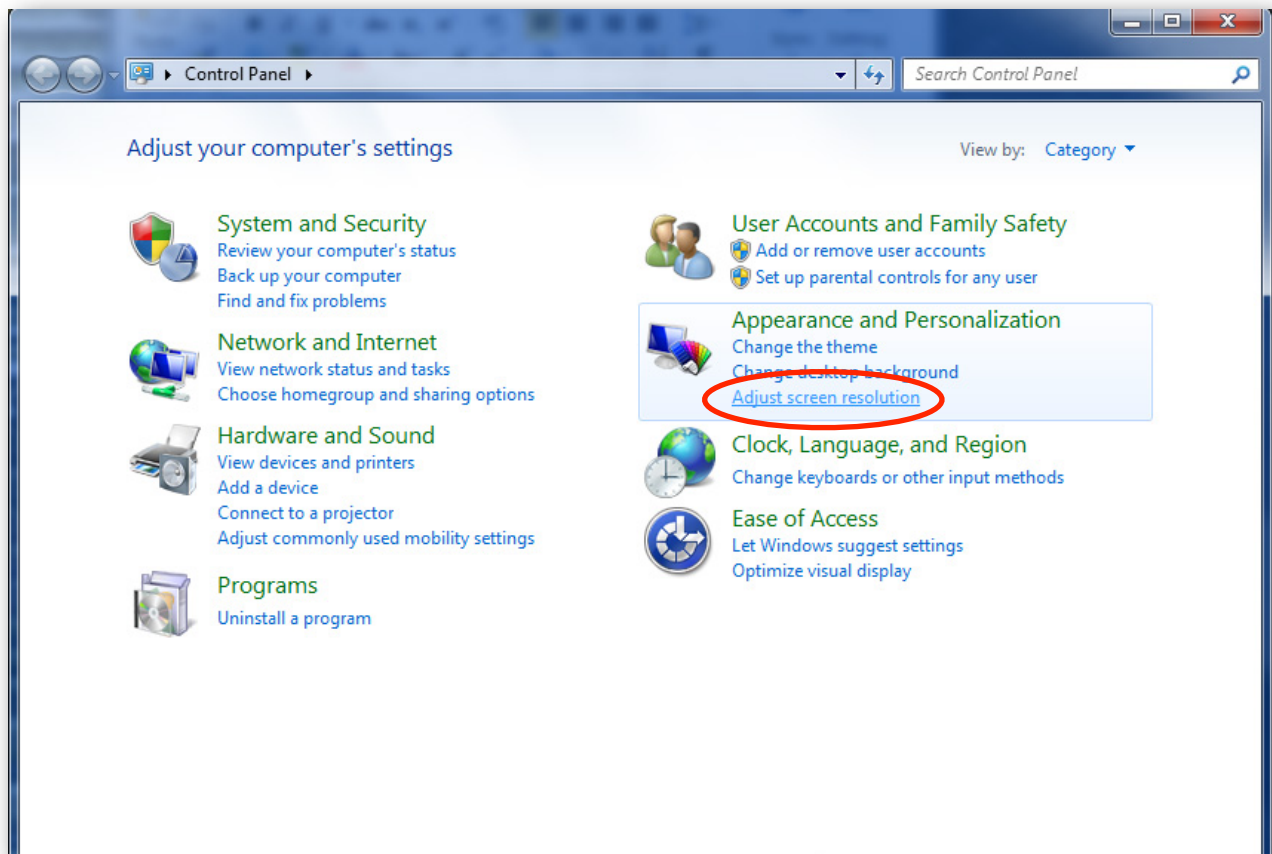 Control Panel
Search Control Panel
Adjust your computer's settings
View by: Category
System and Security
Review your computer's status
Back up your computer
Find and fix problems
Network and Internet
View network status and tasks
Choose homegroup and sharing options
Hardware and Sound
View devices and printers
Add a device
Connect to a projector
Adjust commonly used mobility settings
Programs
Uninstall a program
User Accounts and Family Safety
Add or remove user accounts
Set up parental controls for any user
Appearance and Personalization
Change the theme
Change desktop background
Adjust screen resolution
Clock, Language, and Region
Change keyboards or other input methods
Ease of Access
Let Windows suggest settings
Optimize visual display